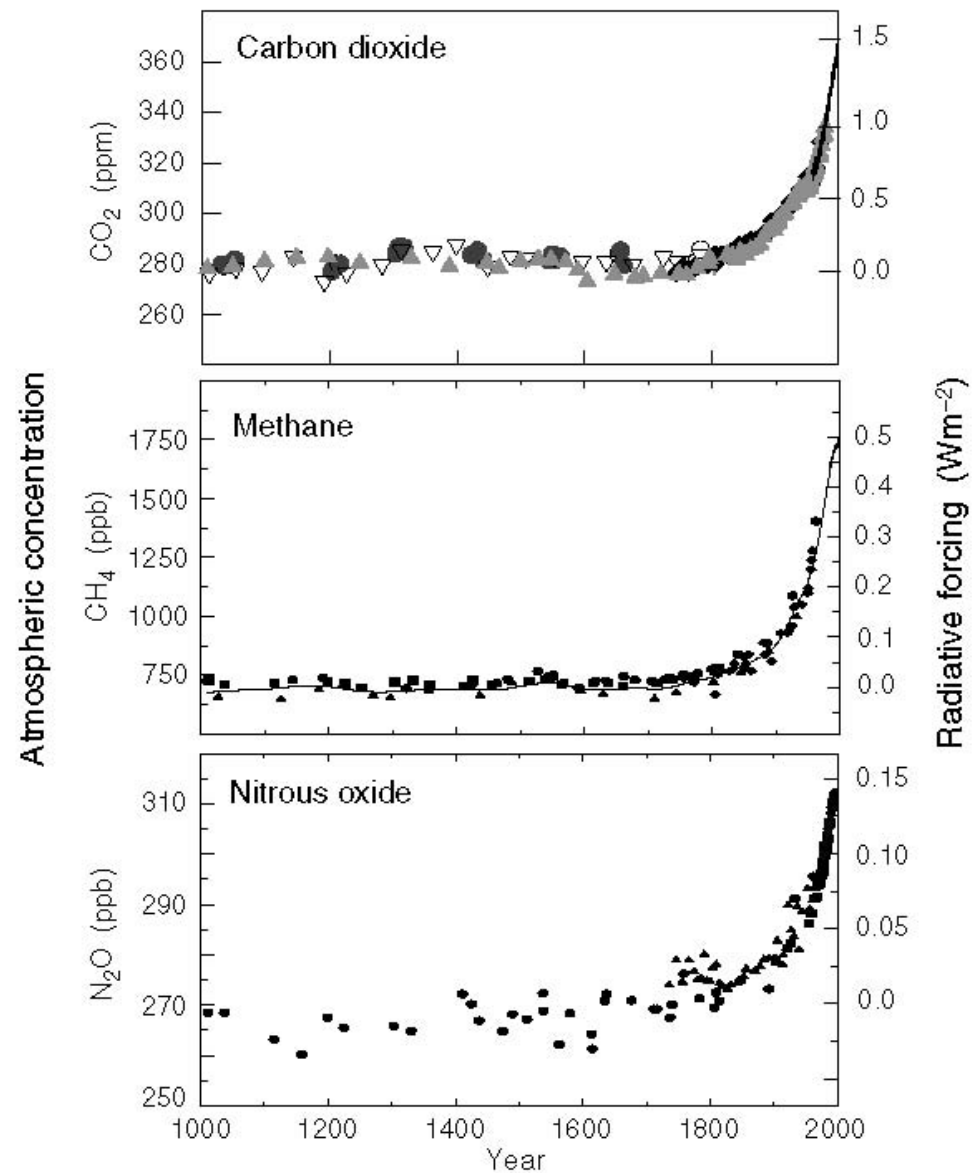 Atmospheric concentration
Carbon dioxide
CO₂ (ppm)
360
340
320
300
280
260
1.5
1.0
0.5
0.0
Methane
CH₄ (ppb)
1750
1500
1250
1000
750
0.5
0.4
0.3
0.2
0.1
0.0
Nitrous oxide
N₂O (ppb)
310
290
270
250
0.15
0.10
0.05
0.0
1000 1200 1400 1600 1800 2000
Year
Radiative forcing (Wm⁻²)